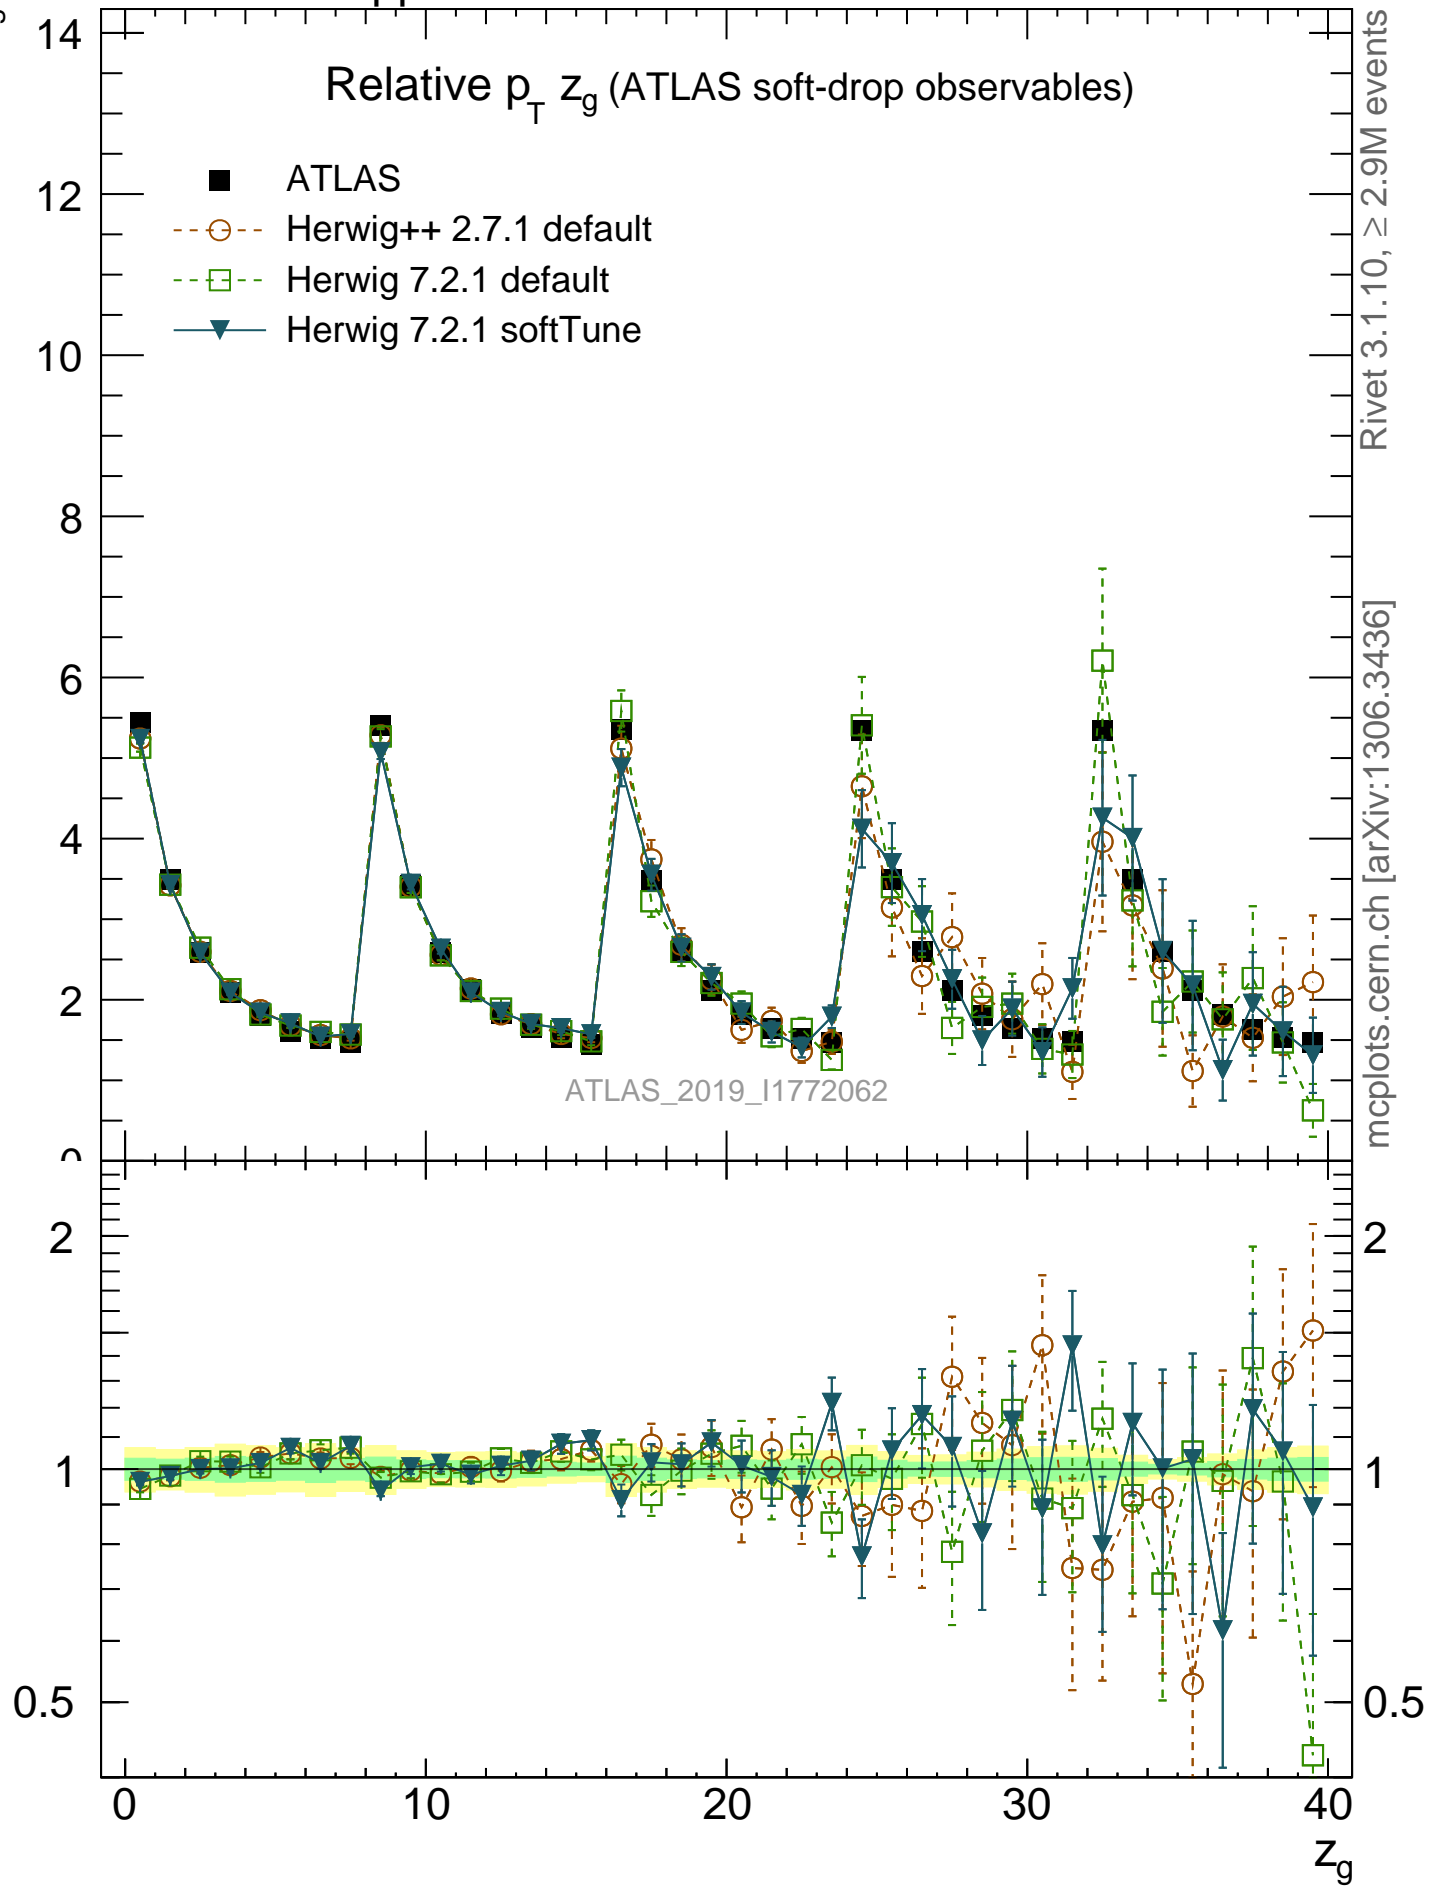 Relative p_T z_g (ATLAS soft-drop observables)
ATLAS
Herwig++ 2.7.1 default
Herwig 7.2.1 default
Herwig 7.2.1 softTune
14
12
10
8
6
4
2
0
ATLAS_2019_I1772062
Rivet 3.1.10, ≥ 2.9M events
mcplots.cern.ch [arXiv:1306.3436]
2
1
0.5
2
1
0.5
0
10
20
30
40
z_g